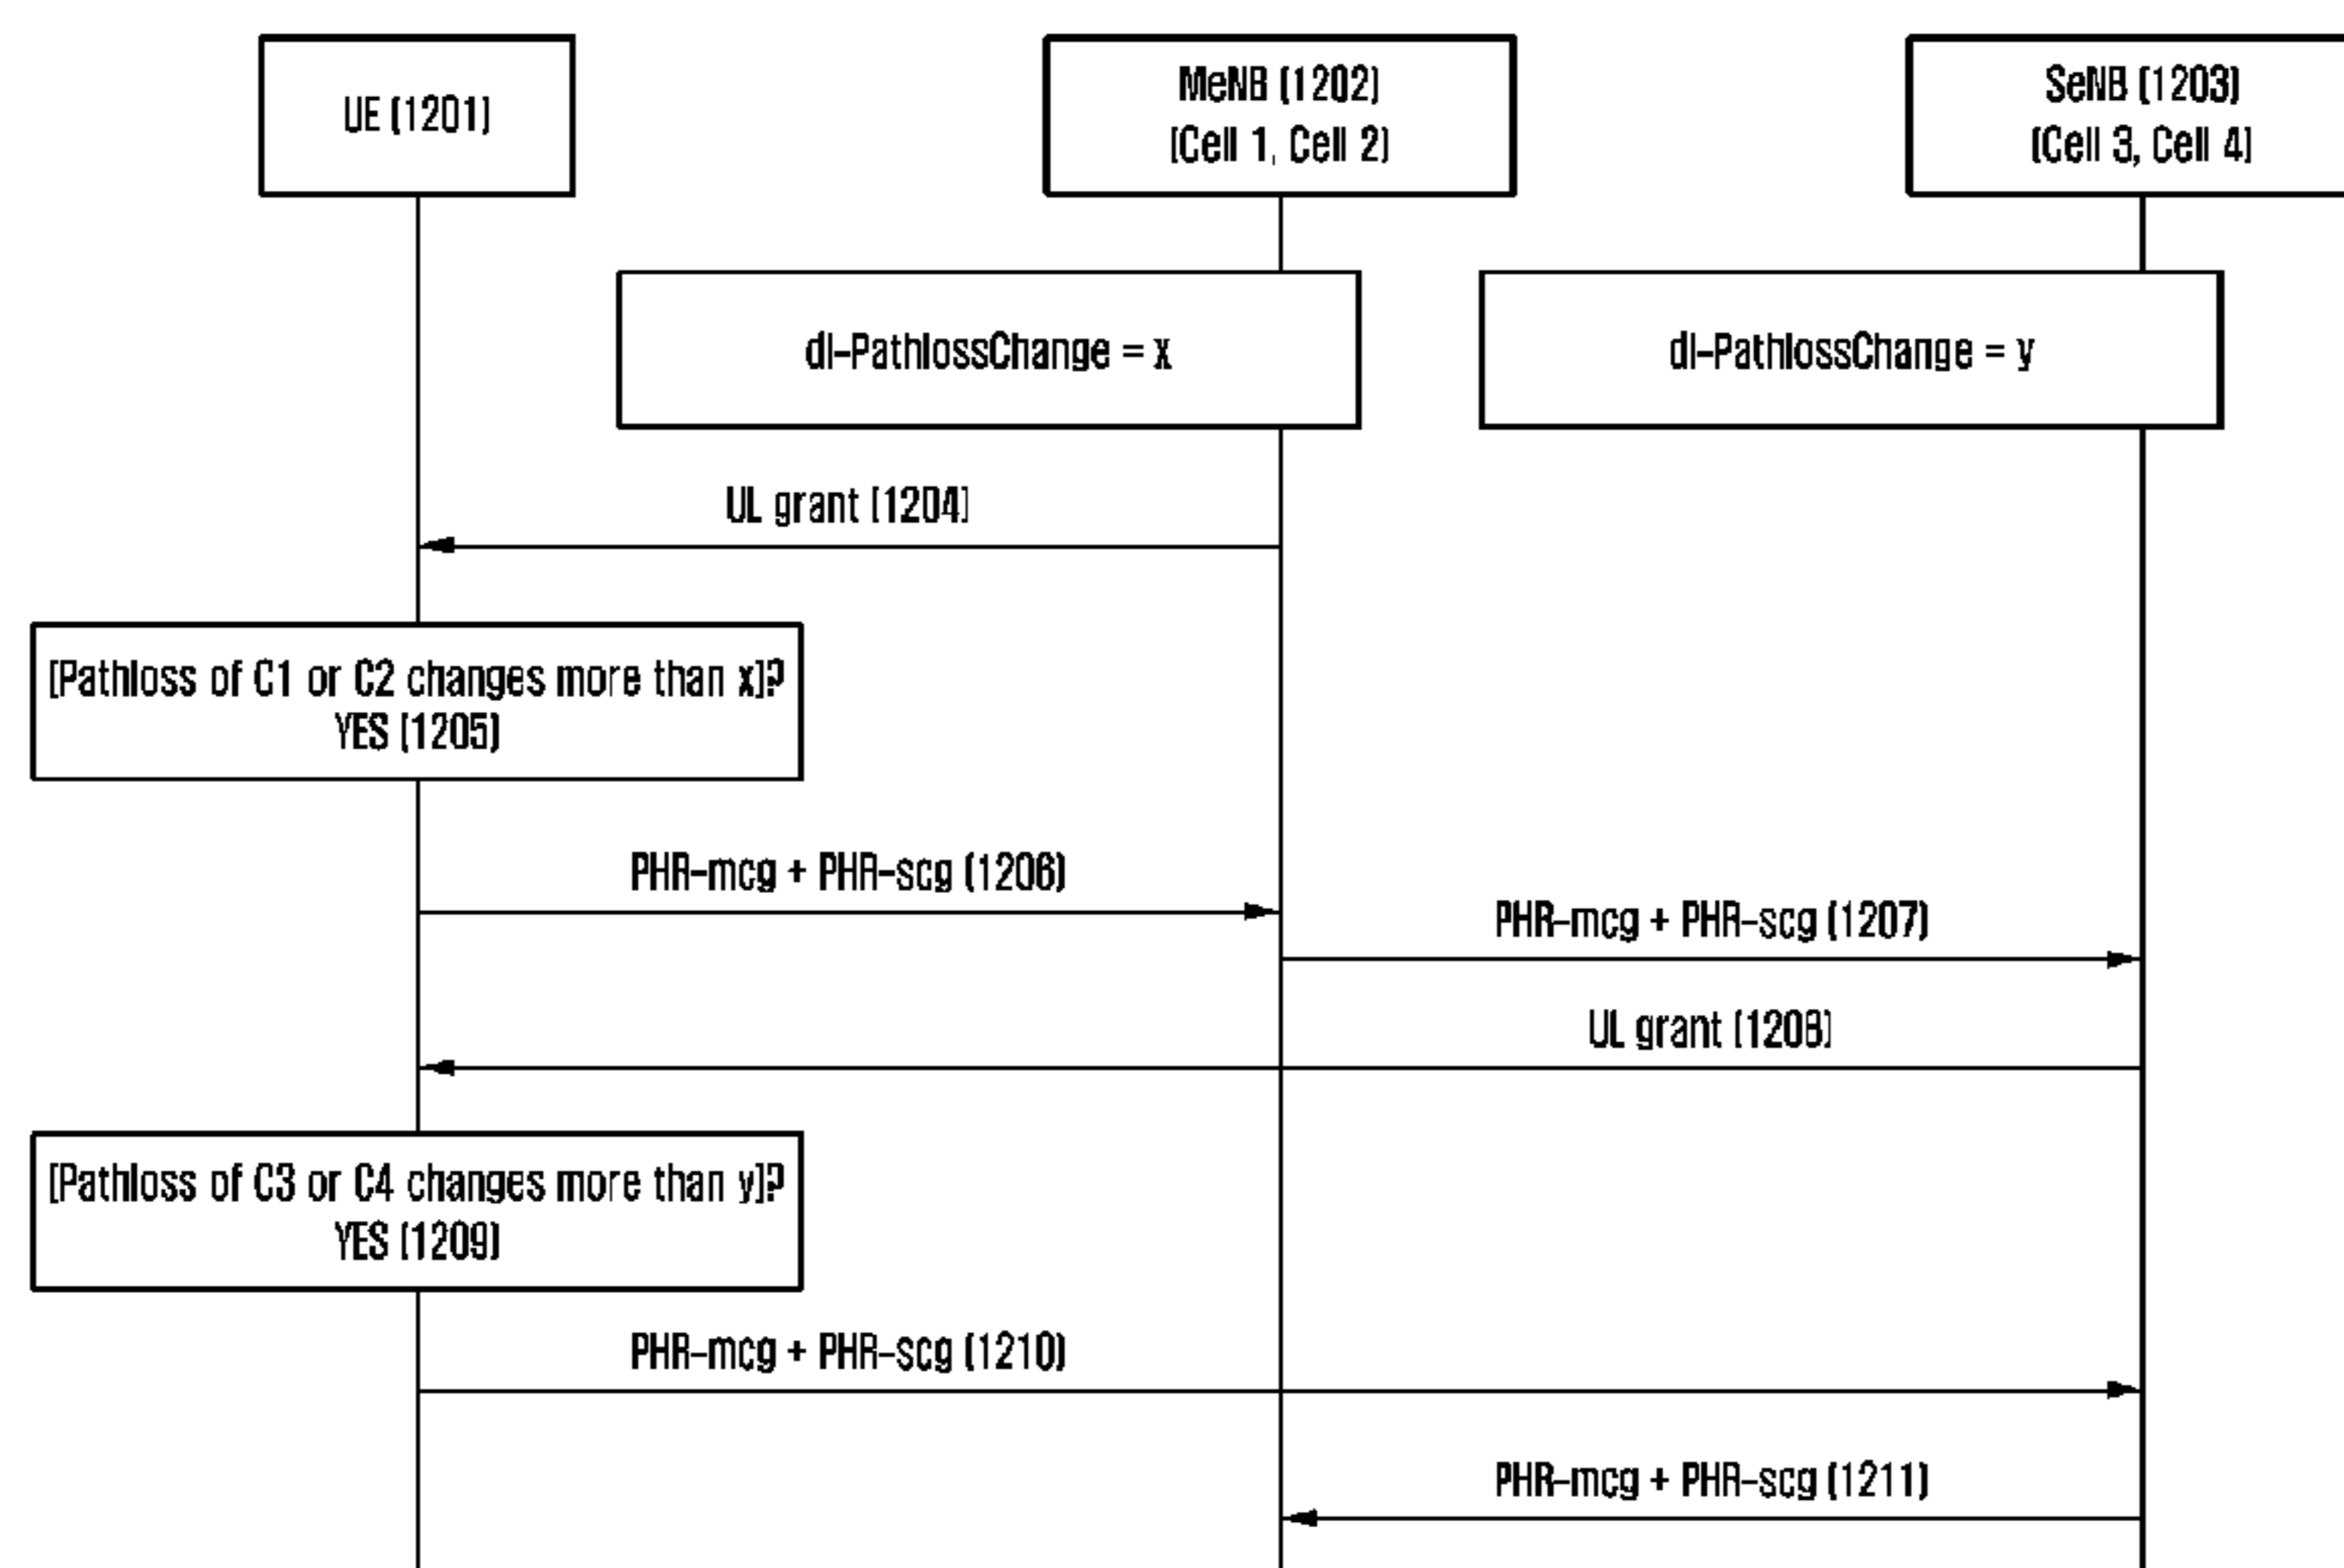 UE (1201)
MeNB (1202)
(Cell 1, Cell 2)
SeNB (1203)
(Cell 3, Cell 4)
dl-PathlossChange = x
dl-PathlossChange = y
UL grant (1204)
[Pathloss of C1 or C2 changes more than x]?
YES (1205)
PHR-mcg + PHR-scg (1206)
PHR-mcg + PHR-scg (1207)
UL grant (1208)
[Pathloss of C3 or C4 changes more than y]?
YES (1209)
PHR-mcg + PHR-scg (1210)
PHR-mcg + PHR-scg (1211)